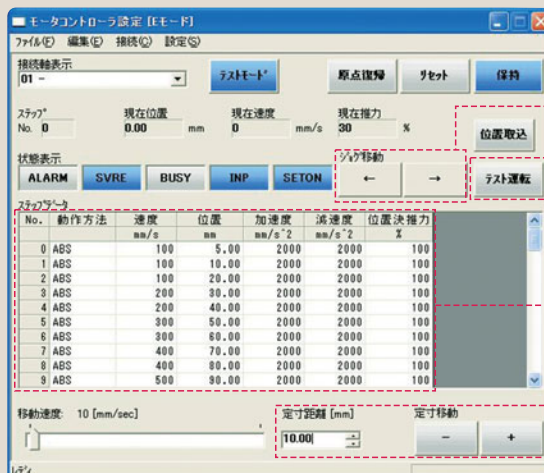 モータコントローラ設定 [Eモード]
ファイル(F) 編集(E) 接続(C) 設定(S)
接続軸表示
01 -
テストモード
原点復帰
リセット
保持
ステップ 現在位置 現在速度 現在推力
No. 0 0.00 mm 0 mm/s 30 %
位置取込
状態表示
ジョグ移動
ALARM SVRE BUSY INP SETON ← → テスト運転
ステップデータ
No. 動作方法 速度 位置 加速度 減速度 位置決推力
mm/s mm mm/s^2 mm/s^2 %
0 ABS 100 5.00 2000 2000 100
1 ABS 100 10.00 2000 2000 100
2 ABS 100 20.00 2000 2000 100
3 ABS 200 30.00 2000 2000 100
4 ABS 200 40.00 2000 2000 100
5 ABS 300 50.00 2000 2000 100
6 ABS 300 60.00 2000 2000 100
7 ABS 400 70.00 2000 2000 100
8 ABS 400 80.00 2000 2000 100
9 ABS 500 90.00 2000 2000 100
移動速度: 10 [mm/sec] 定寸距離 [mm] 定寸移動
10.00 - +
レディ